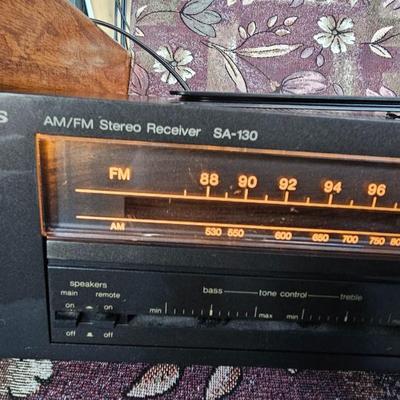 S
AM/FM Stereo Receiver SA-130
FM 88 90 92 94 96
AM 530 550 600 650 700 750 80
speakers
main remote
on on
off off
bass tone control treble
min max min